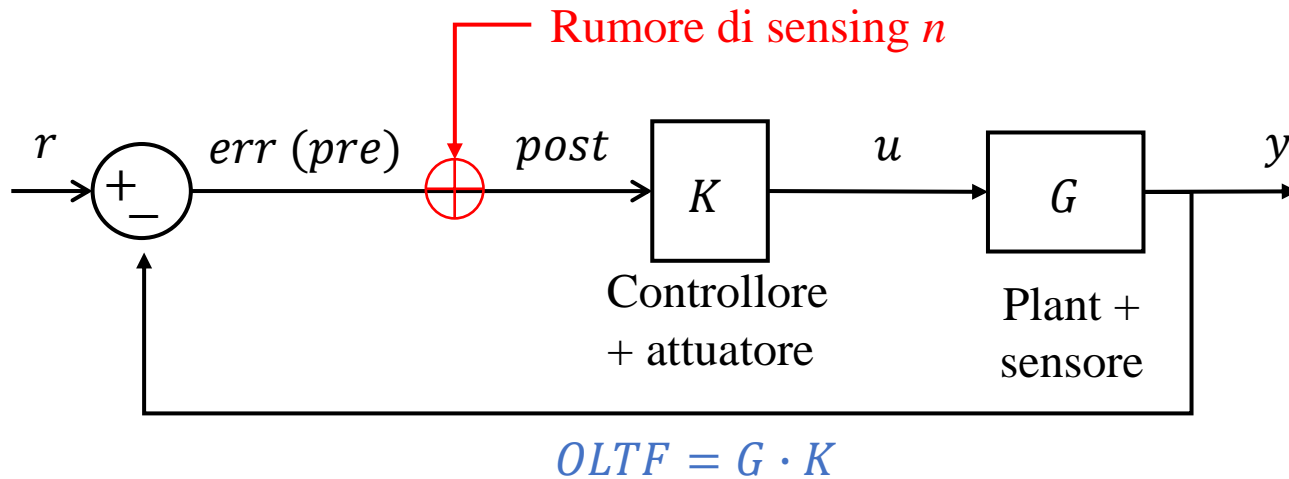 Rumore di sensing n
r
err (pre)
post
u
y
+
−
K
G
Controllore
+ attuatore
Plant +
sensore
OLTF = G · K